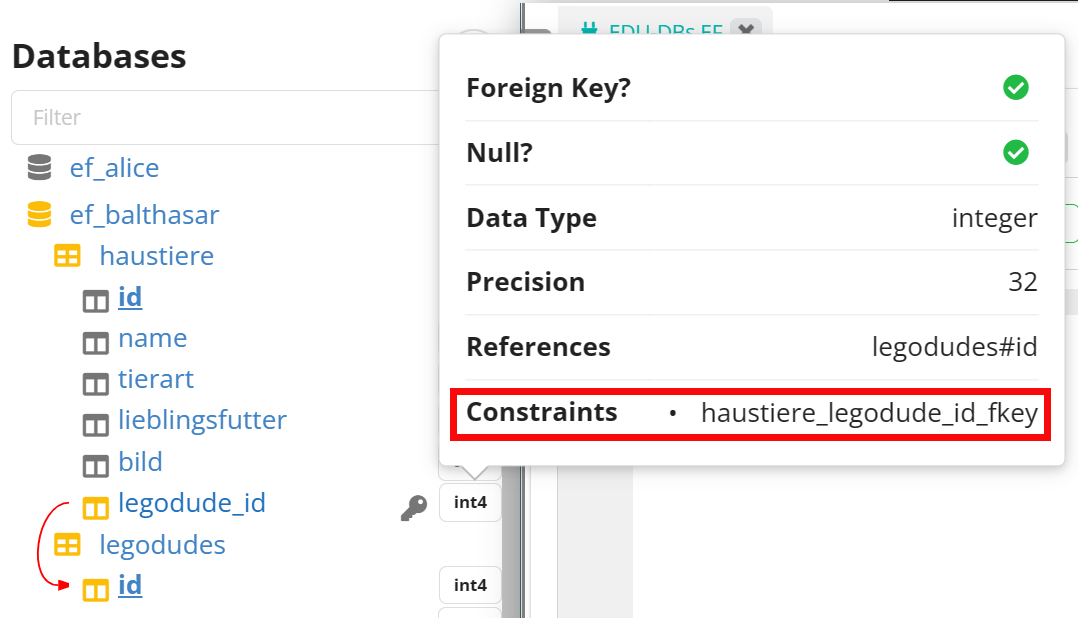 Databases
Filter
ef_alice
ef_balthasar
haustiere
id
name
tierart
lieblingsfutter
bild
legodude_id
int4
legodudes
id
int4
EDU-DBs EF
Foreign Key?
Null?
Data Type integer
Precision 32
References legodudes#id
Constraints • haustiere_legodude_id_fkey